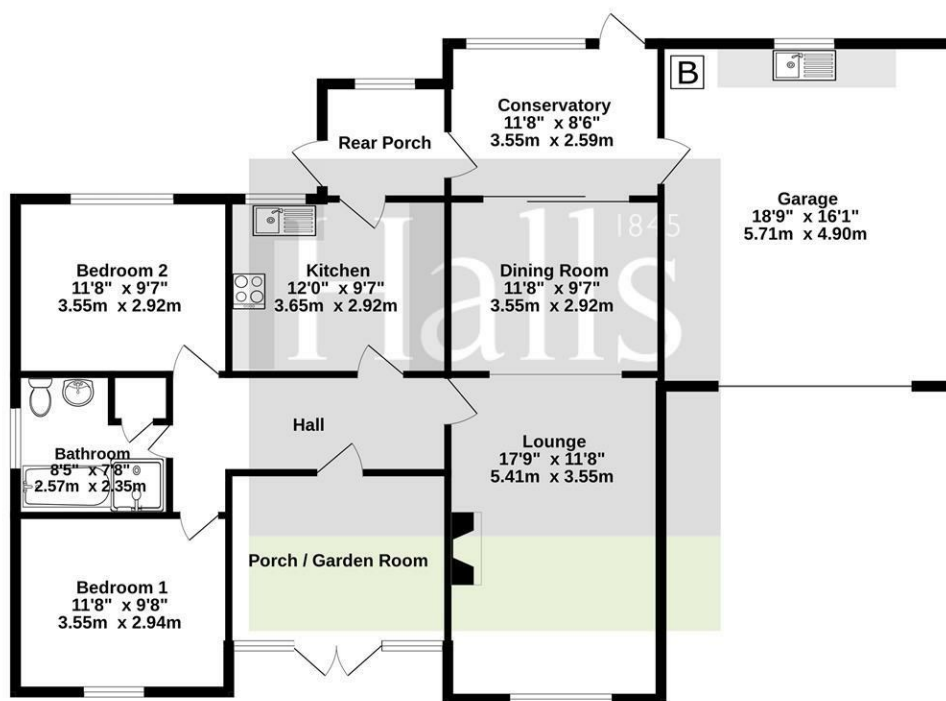 B
Conservatory
11'8" x 8'6"
3.55m x 2.59m
Rear Porch
Garage
18'9" x 16'1"
5.71m x 4.90m
Halls
1845
Bedroom 2
11'8" x 9'7"
3.55m x 2.92m
Kitchen
12'0" x 9'7"
3.65m x 2.92m
Dining Room
11'8" x 9'7"
3.55m x 2.92m
Hall
Lounge
17'9" x 11'8"
5.41m x 3.55m
Bathroom
8'5" x 7'8"
2.57m x 2.35m
Porch / Garden Room
Bedroom 1
11'8" x 9'8"
3.55m x 2.94m